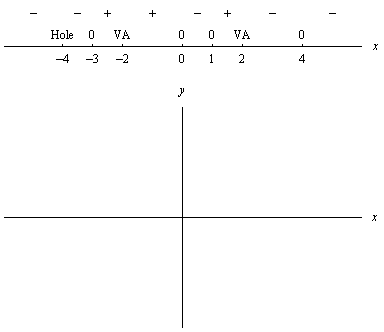 − − + + − + − −
Hole 0 VA 0 0 VA 0
x
−4 −3 −2 0 1 2 4
y
x